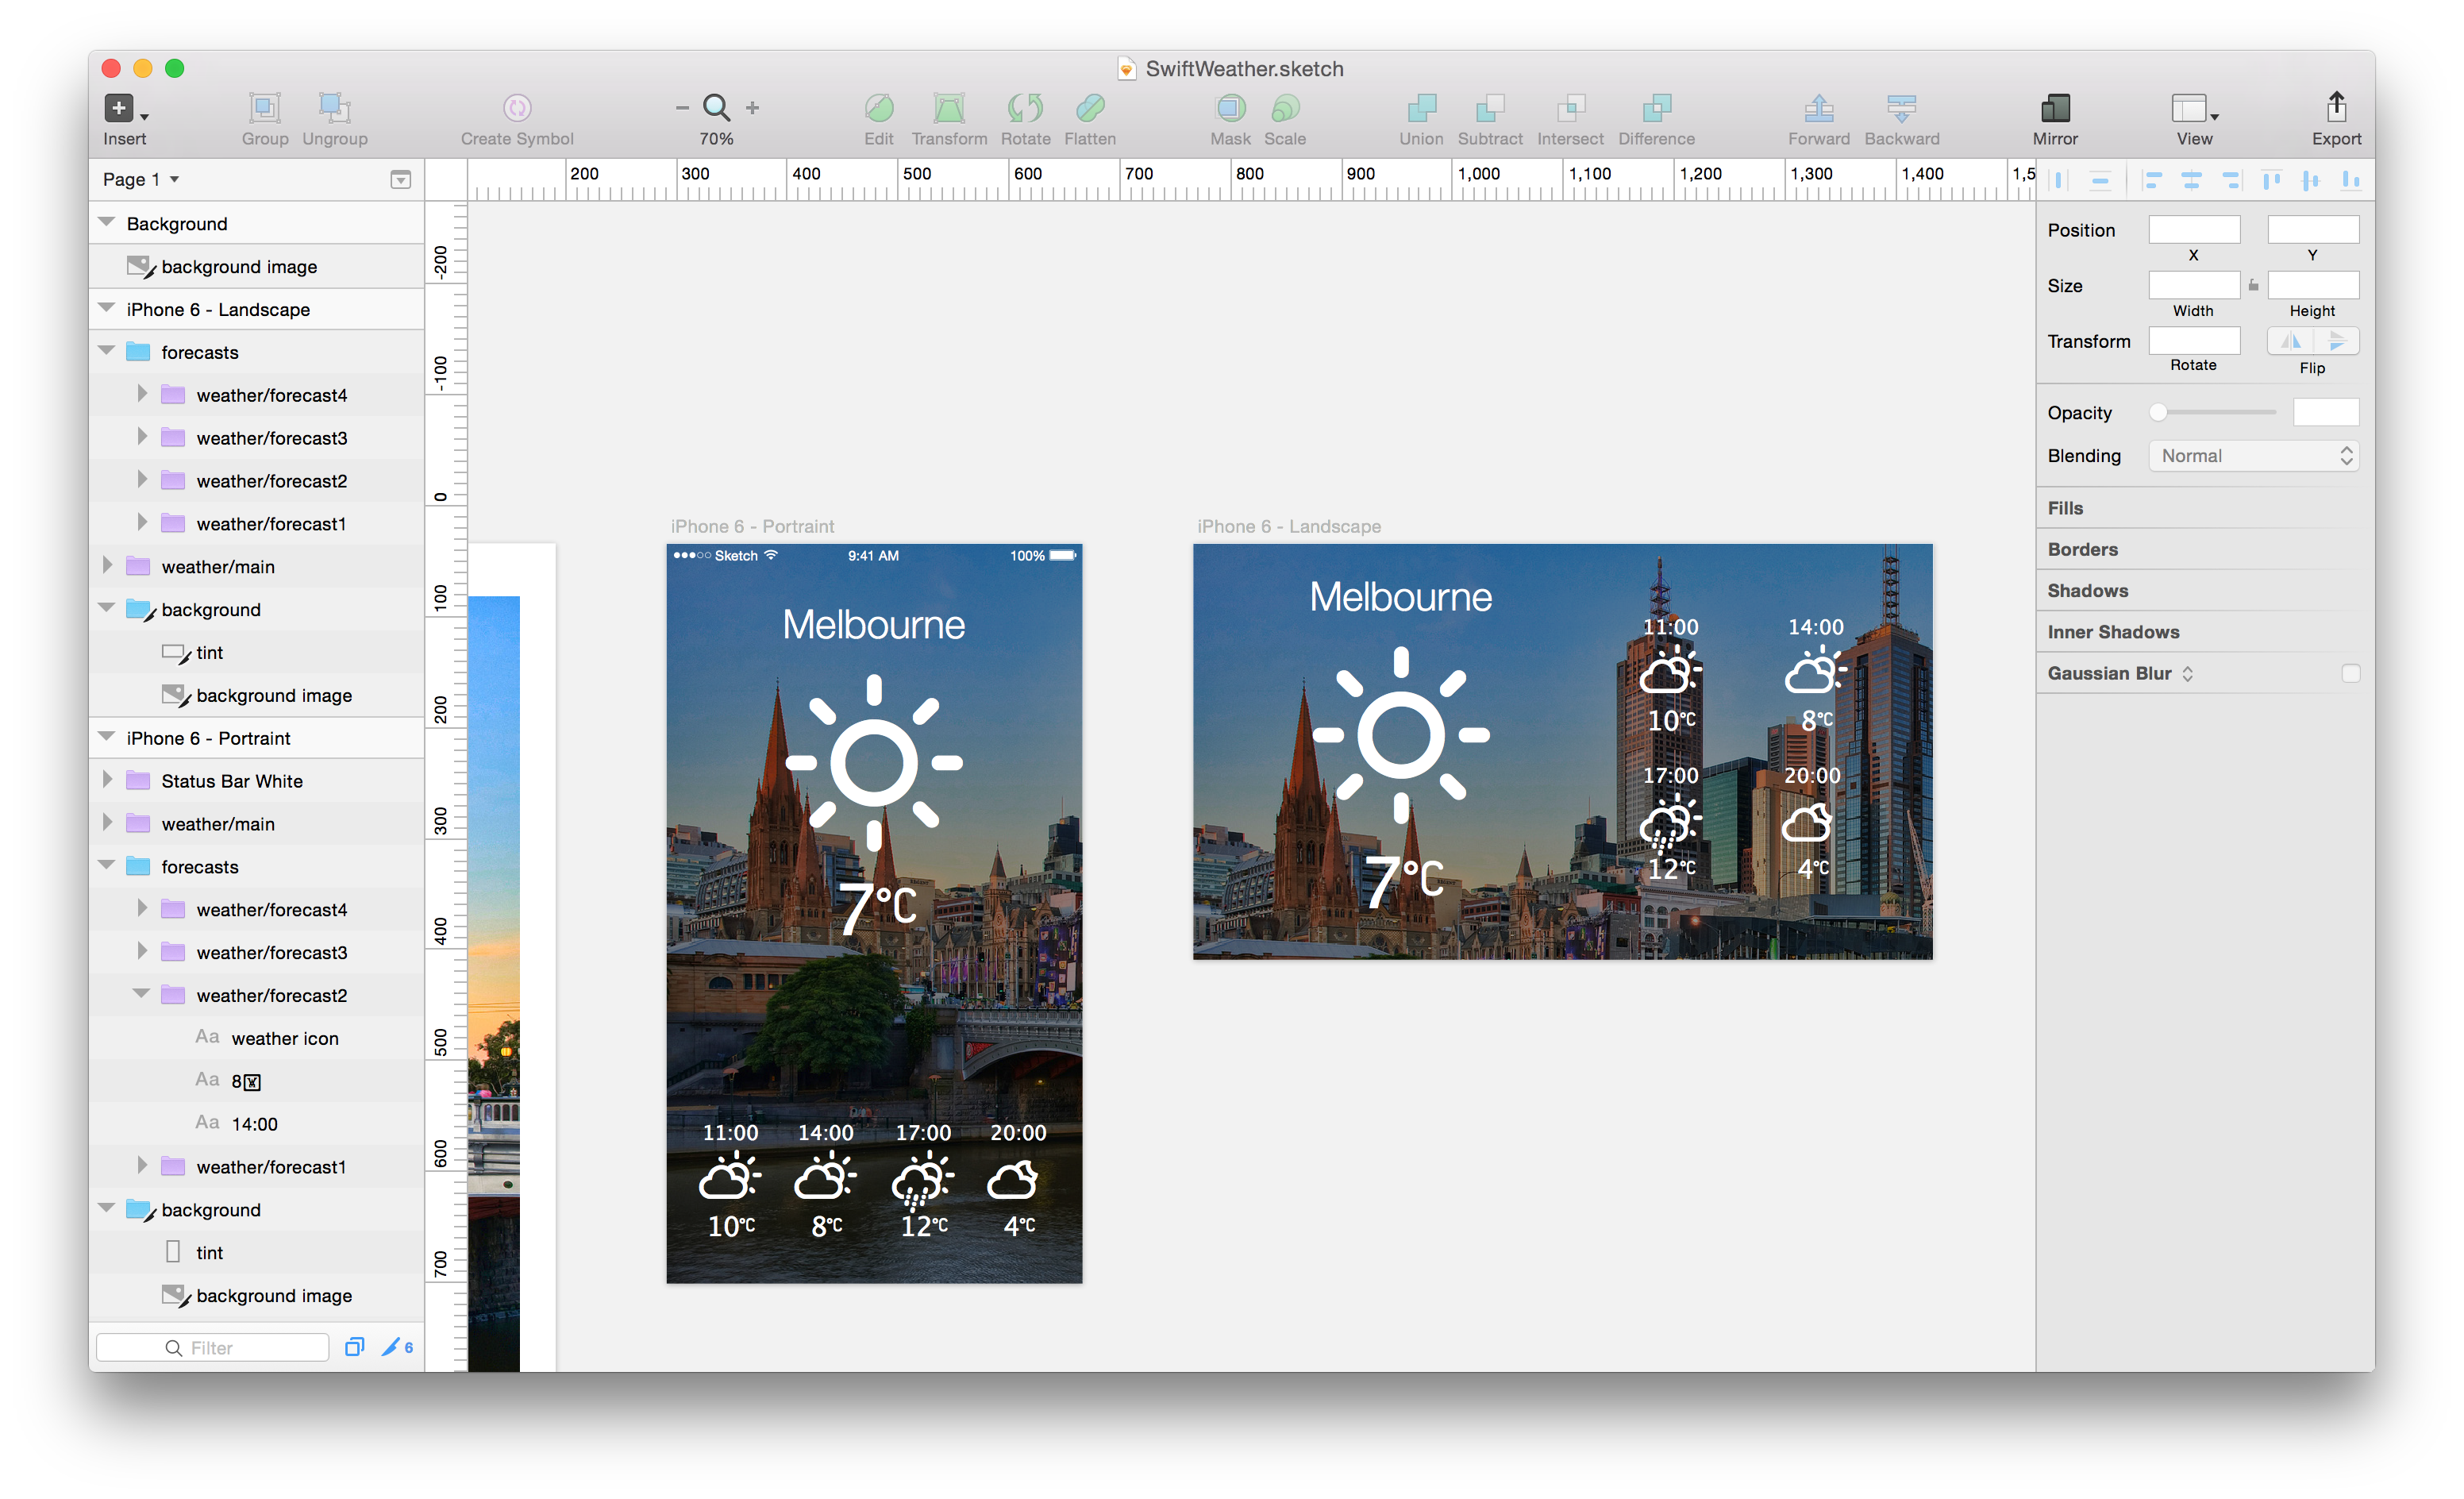 SwiftWeather.sketch
Insert
Group
Ungroup
Create Symbol
70%
Edit
Transform
Rotate
Flatten
Mask
Scale
Union
Subtract
Intersect
Difference
Forward
Backward
Mirror
View
Export
Page 1
Background
background image
iPhone 6 - Landscape
forecasts
weather/forecast4
weather/forecast3
weather/forecast2
weather/forecast1
weather/main
background
tint
background image
iPhone 6 - Portraint
Status Bar White
weather/main
forecasts
weather/forecast4
weather/forecast3
weather/forecast2
Aa weather icon
Aa 8
Aa 14:00
weather/forecast1
background
tint
background image
Filter
6
200 300 400 500 600 700 800 900 1,000 1,100 1,200 1,300 1,400 1,5
-200
-100
0
100
200
300
400
500
600
700
iPhone 6 - Portraint
Sketch 9:41 AM 100%
Melbourne
7°C
11:00 14:00 17:00 20:00
10°C 8°C 12°C 4°C
iPhone 6 - Landscape
Melbourne
7°C
11:00 14:00
10°C 8°C
17:00 20:00
12°C 4°C
Position
X Y
Size
Width Height
Transform
Rotate Flip
Opacity
Blending Normal
Fills
Borders
Shadows
Inner Shadows
Gaussian Blur